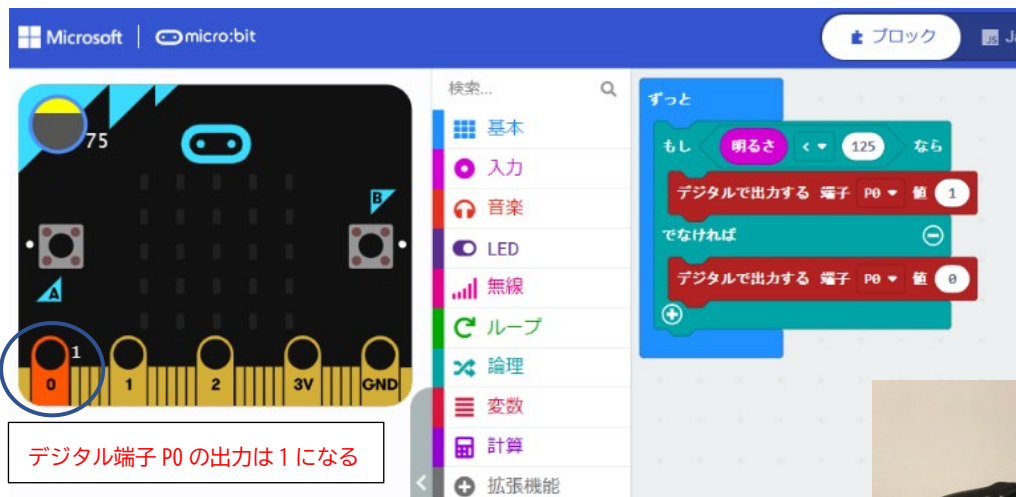 Microsoft micro:bit ブロック
検索...
75
基本
入力
音楽
LED
無線
ループ
論理
変数
計算
拡張機能
B
A
1
0 1 2 3V GND
デジタル端子 P0 の出力は 1 になる
ずっと
もし 明るさ < 125 なら
デジタルで出力する 端子 P0 値 1
でなければ
デジタルで出力する 端子 P0 値 0